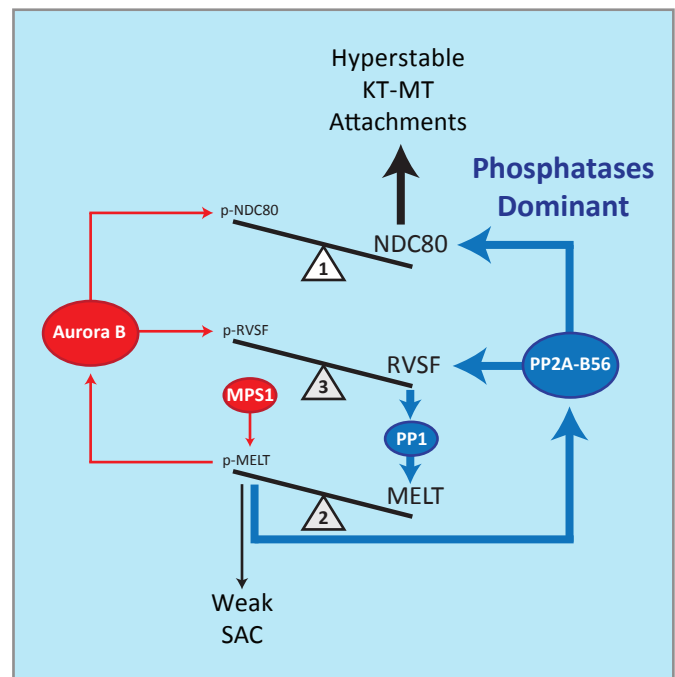 Hyperstable
KT-MT
Attachments
Phosphatases
Dominant
p-NDC80
NDC80
1
Aurora B
p-RVSF
RVSF
PP2A-B56
3
MPS1
PP1
p-MELT
MELT
2
Weak
SAC